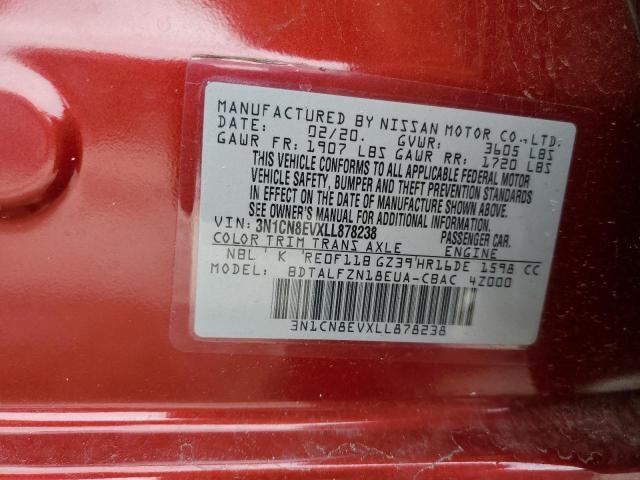 MANUFACTURED BY NISSAN MOTOR CO.,LTD.
DATE: 02/20. GVWR: 3605 LBS
GAWR FR: 1907 LBS GAWR RR: 1720 LBS
THIS VEHICLE CONFORMS TO ALL APPLICABLE FEDERAL MOTOR
VEHICLE SAFETY, BUMPER AND THEFT PREVENTION STANDARDS
IN EFFECT ON THE DATE OF MANUFACTURE SHOWN ABOVE.
SEE OWNER'S MANUAL FOR ADDITIONAL INFORMATION.
VIN: 3N1CN8EVXLL878238 PASSENGER CAR.
COLOR TRIM TRANS AXLE ENGINE
NBL K RE0F11B GZ39 HR16DE 1598 CC
MODEL: BDTALFZN18EUA-CBAC 4Z000
3N1CN8EVXLL878238